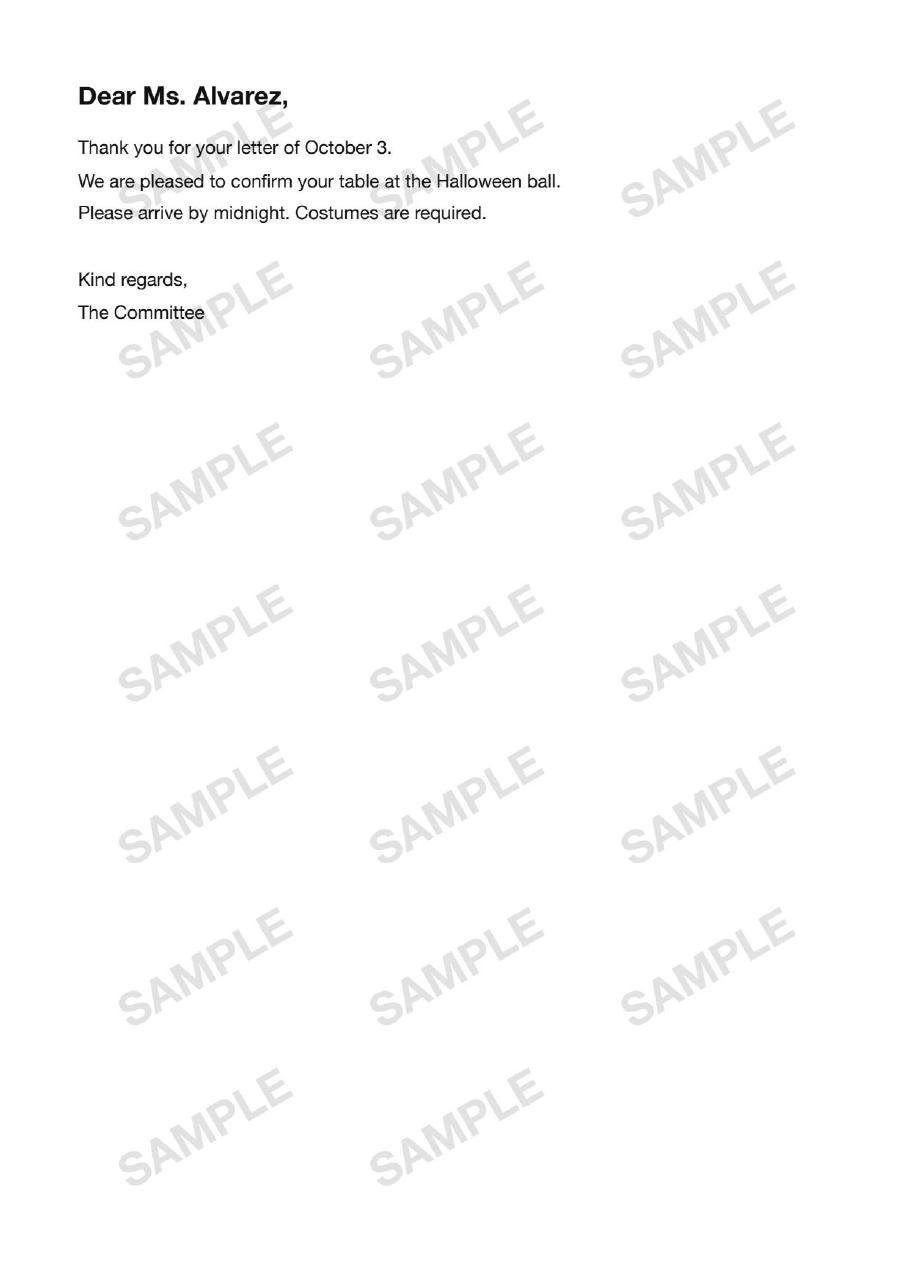 Dear Ms. Alvarez,
Thank you for your letter of October 3.
We are pleased to confirm your table at the Halloween ball.
Please arrive by midnight. Costumes are required.
Kind regards,
The Committee
SAMPLE SAMPLE SAMPLE
SAMPLE SAMPLE SAMPLE
SAMPLE SAMPLE SAMPLE
SAMPLE SAMPLE SAMPLE
SAMPLE SAMPLE SAMPLE
SAMPLE SAMPLE SAMPLE
SAMPLE SAMPLE